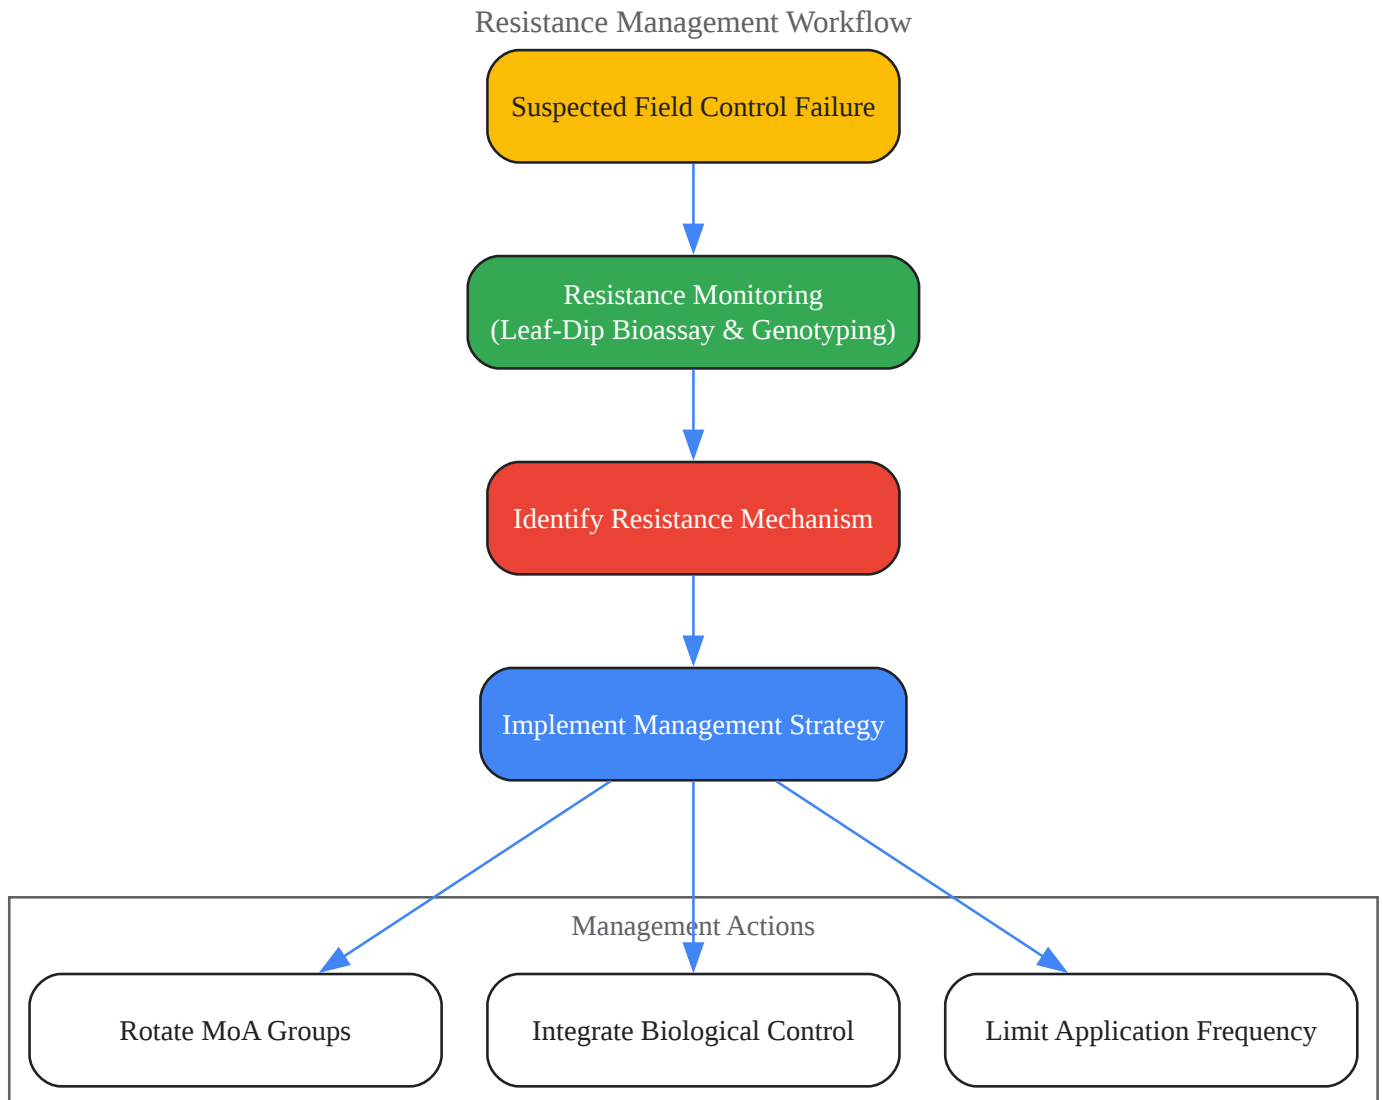 Resistance Management Workflow
Suspected Field Control Failure
Resistance Monitoring
(Leaf-Dip Bioassay & Genotyping)
Identify Resistance Mechanism
Implement Management Strategy
Management Actions
Rotate MoA Groups
Integrate Biological Control
Limit Application Frequency